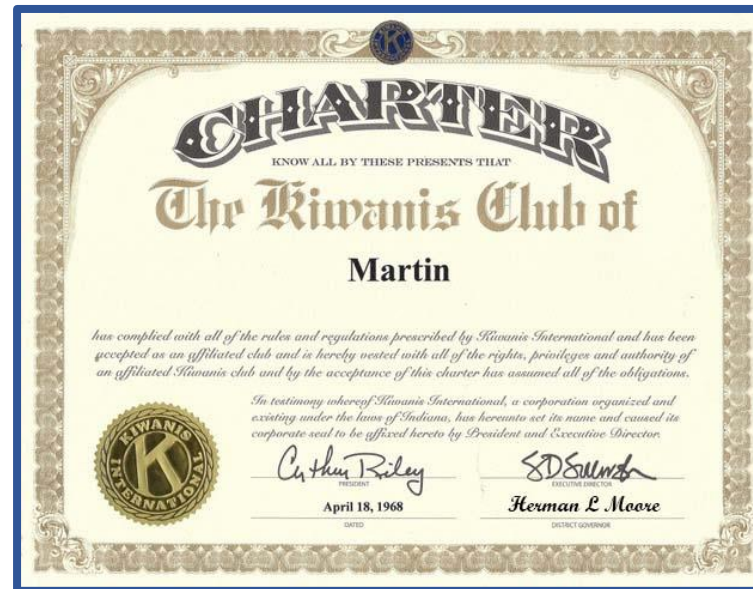 K
CHARTER
KNOW ALL BY THESE PRESENTS THAT
The Kiwanis Club of
Martin
has complied with all of the rules and regulations prescribed by Kiwanis International and has been
accepted as an affiliated club and is hereby vested with all of the rights, privileges and authority of
an affiliated Kiwanis club and by the acceptance of this charter has assumed all of the obligations.
In testimony whereof Kiwanis International, a corporation organized and
existing under the laws of Indiana, has hereunto set its name and caused its
corporate seal to be affixed hereto by President and Executive Director.
KIWANIS
K
INTERNATIONAL
Riley
PRESIDENT
EXECUTIVE DIRECTOR
April 18, 1968
Herman L Moore
DATED
DISTRICT GOVERNOR